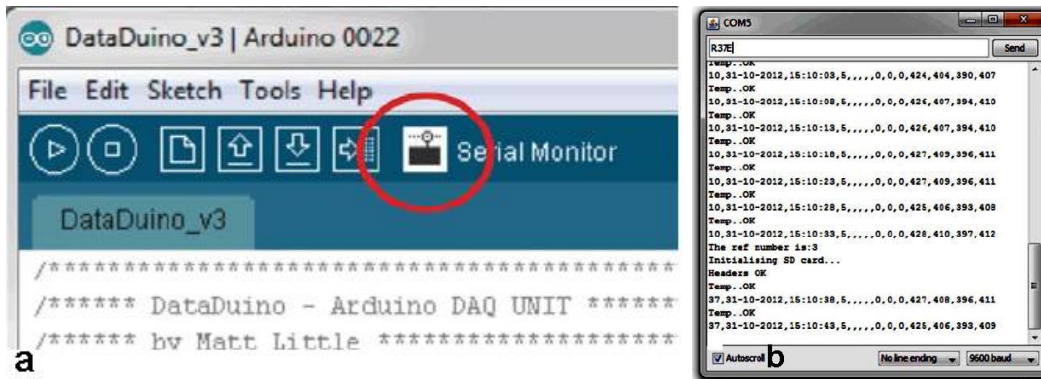 DataDuino_v3 | Arduino 0022
File Edit Sketch Tools Help
Serial Monitor
DataDuino_v3
/*********************************************
/****** DataDuino - Arduino DAQ UNIT *******
/****** by Matt Little *********************
a
COM5
R37E
Send
Temp..OK
10,31-10-2012,15:10:03,5,,,,,0,0,0,424,404,390,407
Temp..OK
10,31-10-2012,15:10:08,5,,,,,0,0,0,426,407,394,410
Temp..OK
10,31-10-2012,15:10:13,5,,,,,0,0,0,426,407,394,410
Temp..OK
10,31-10-2012,15:10:18,5,,,,,0,0,0,427,409,396,411
Temp..OK
10,31-10-2012,15:10:23,5,,,,,0,0,0,427,409,396,411
Temp..OK
10,31-10-2012,15:10:28,5,,,,,0,0,0,425,406,393,408
Temp..OK
10,31-10-2012,15:10:33,5,,,,,0,0,0,428,410,397,412
The ref number is:3
Initialising SD card...
Headers OK
Temp..OK
37,31-10-2012,15:10:38,5,,,,,0,0,0,427,408,396,411
Temp..OK
37,31-10-2012,15:10:43,5,,,,,0,0,0,425,406,393,409
Autoscroll
b
No line ending
9600 baud